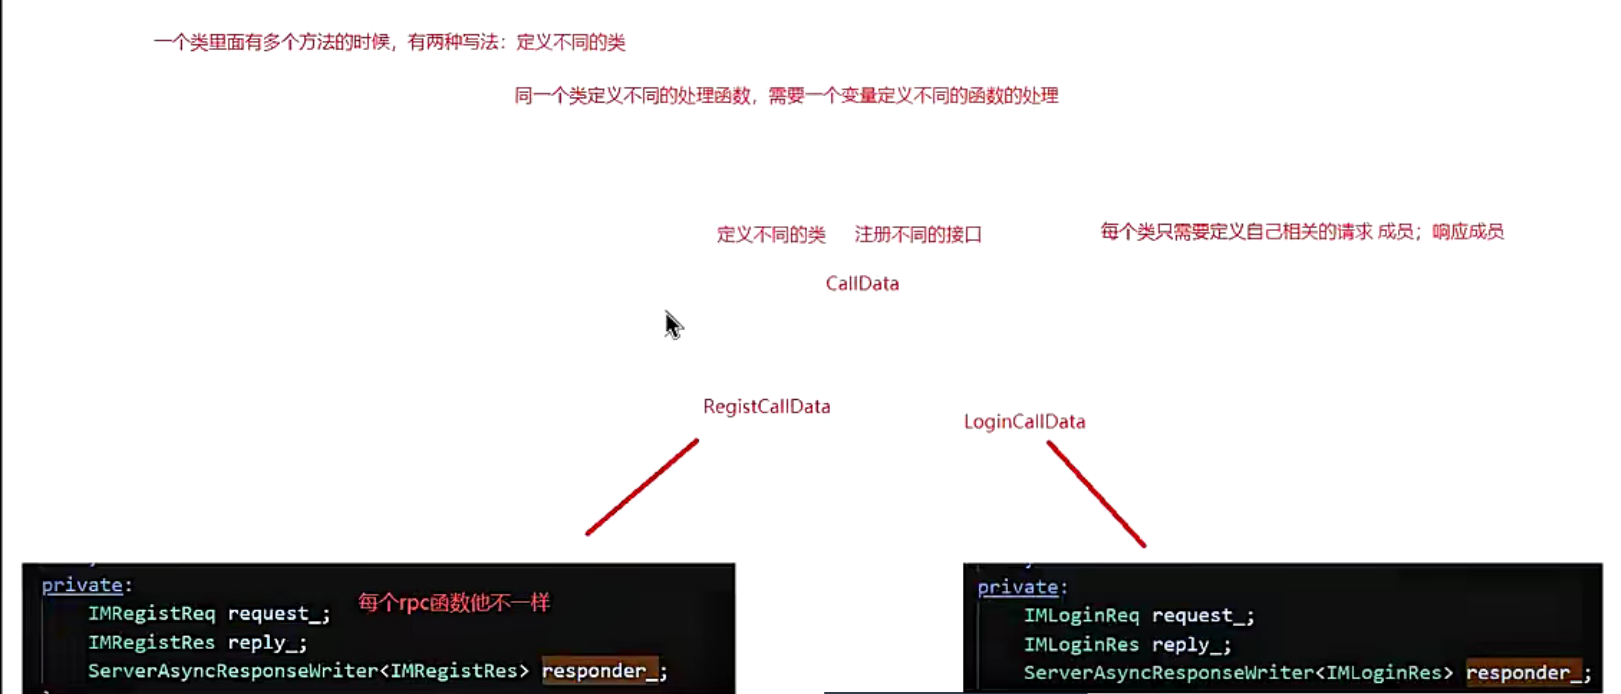 一个类里面有多个方法的时候，有两种写法：定义不同的类
同一个类定义不同的处理函数，需要一个变量定义不同的函数的处理
定义不同的类 注册不同的接口
每个类只需要定义自己相关的请求 成员；响应成员
CallData
RegistCallData
LoginCallData
private:
IMRegistReq request_;
每个rpc函数他不一样
IMRegistRes reply_;
ServerAsyncResponseWriter<IMRegistRes> responder_;
private:
IMLoginReq request_;
IMLoginRes reply_;
ServerAsyncResponseWriter<IMLoginRes> responder_;